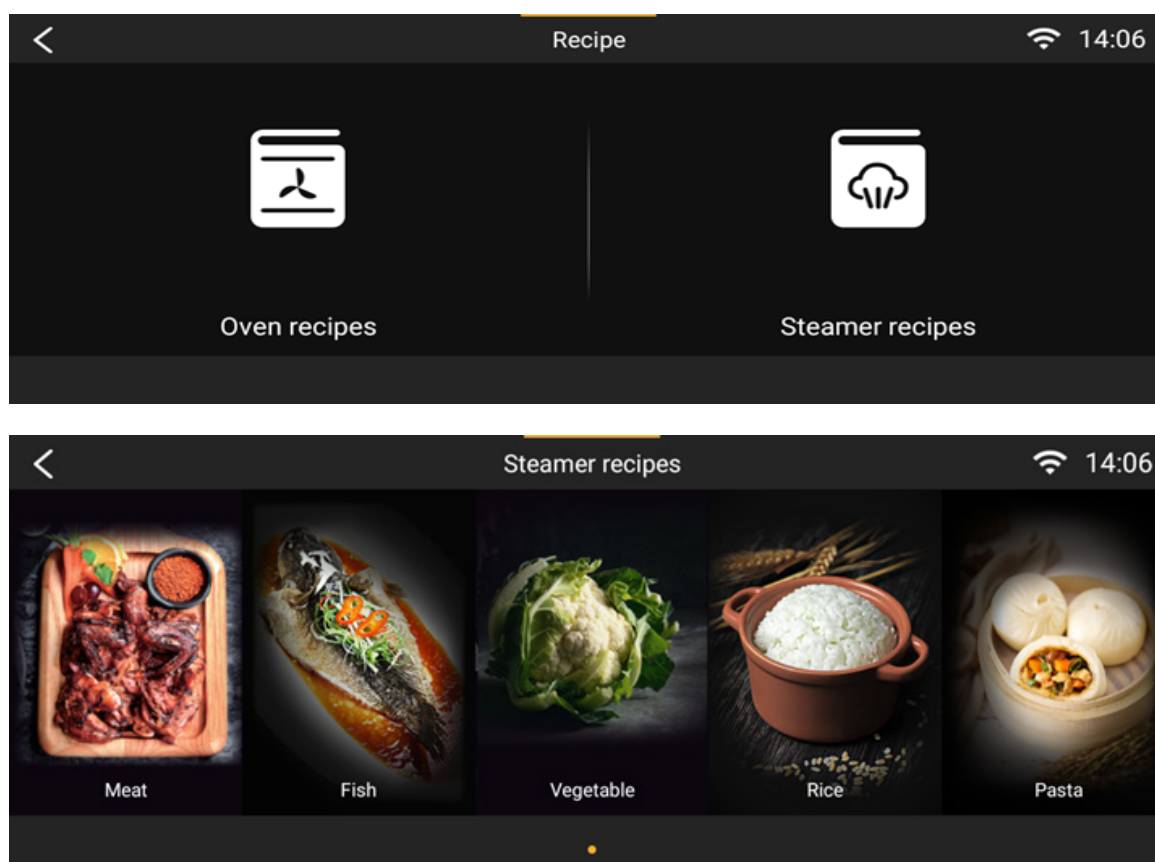 Recipe
14:06
Oven recipes
Steamer recipes
Steamer recipes
14:06
Meat
Fish
Vegetable
Rice
Pasta